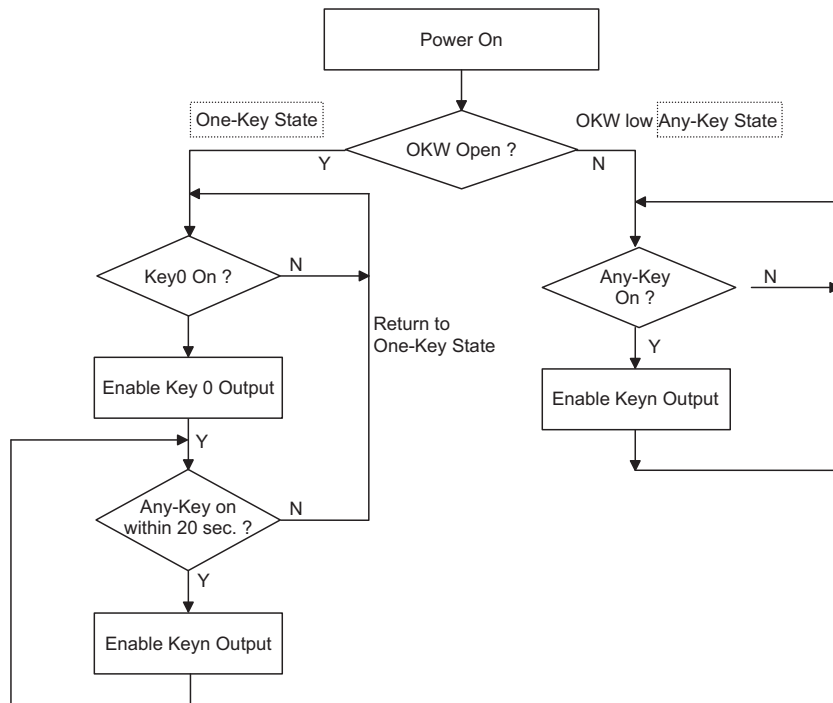 Power On
One-Key State
OKW low Any-Key State
OKW Open ?
Y
N
Key0 On ?
N
Any-Key
On ?
N
Return to
One-Key State
Y
Enable Key 0 Output
Enable Keyn Output
Y
Any-Key on
within 20 sec. ?
N
Y
Enable Keyn Output